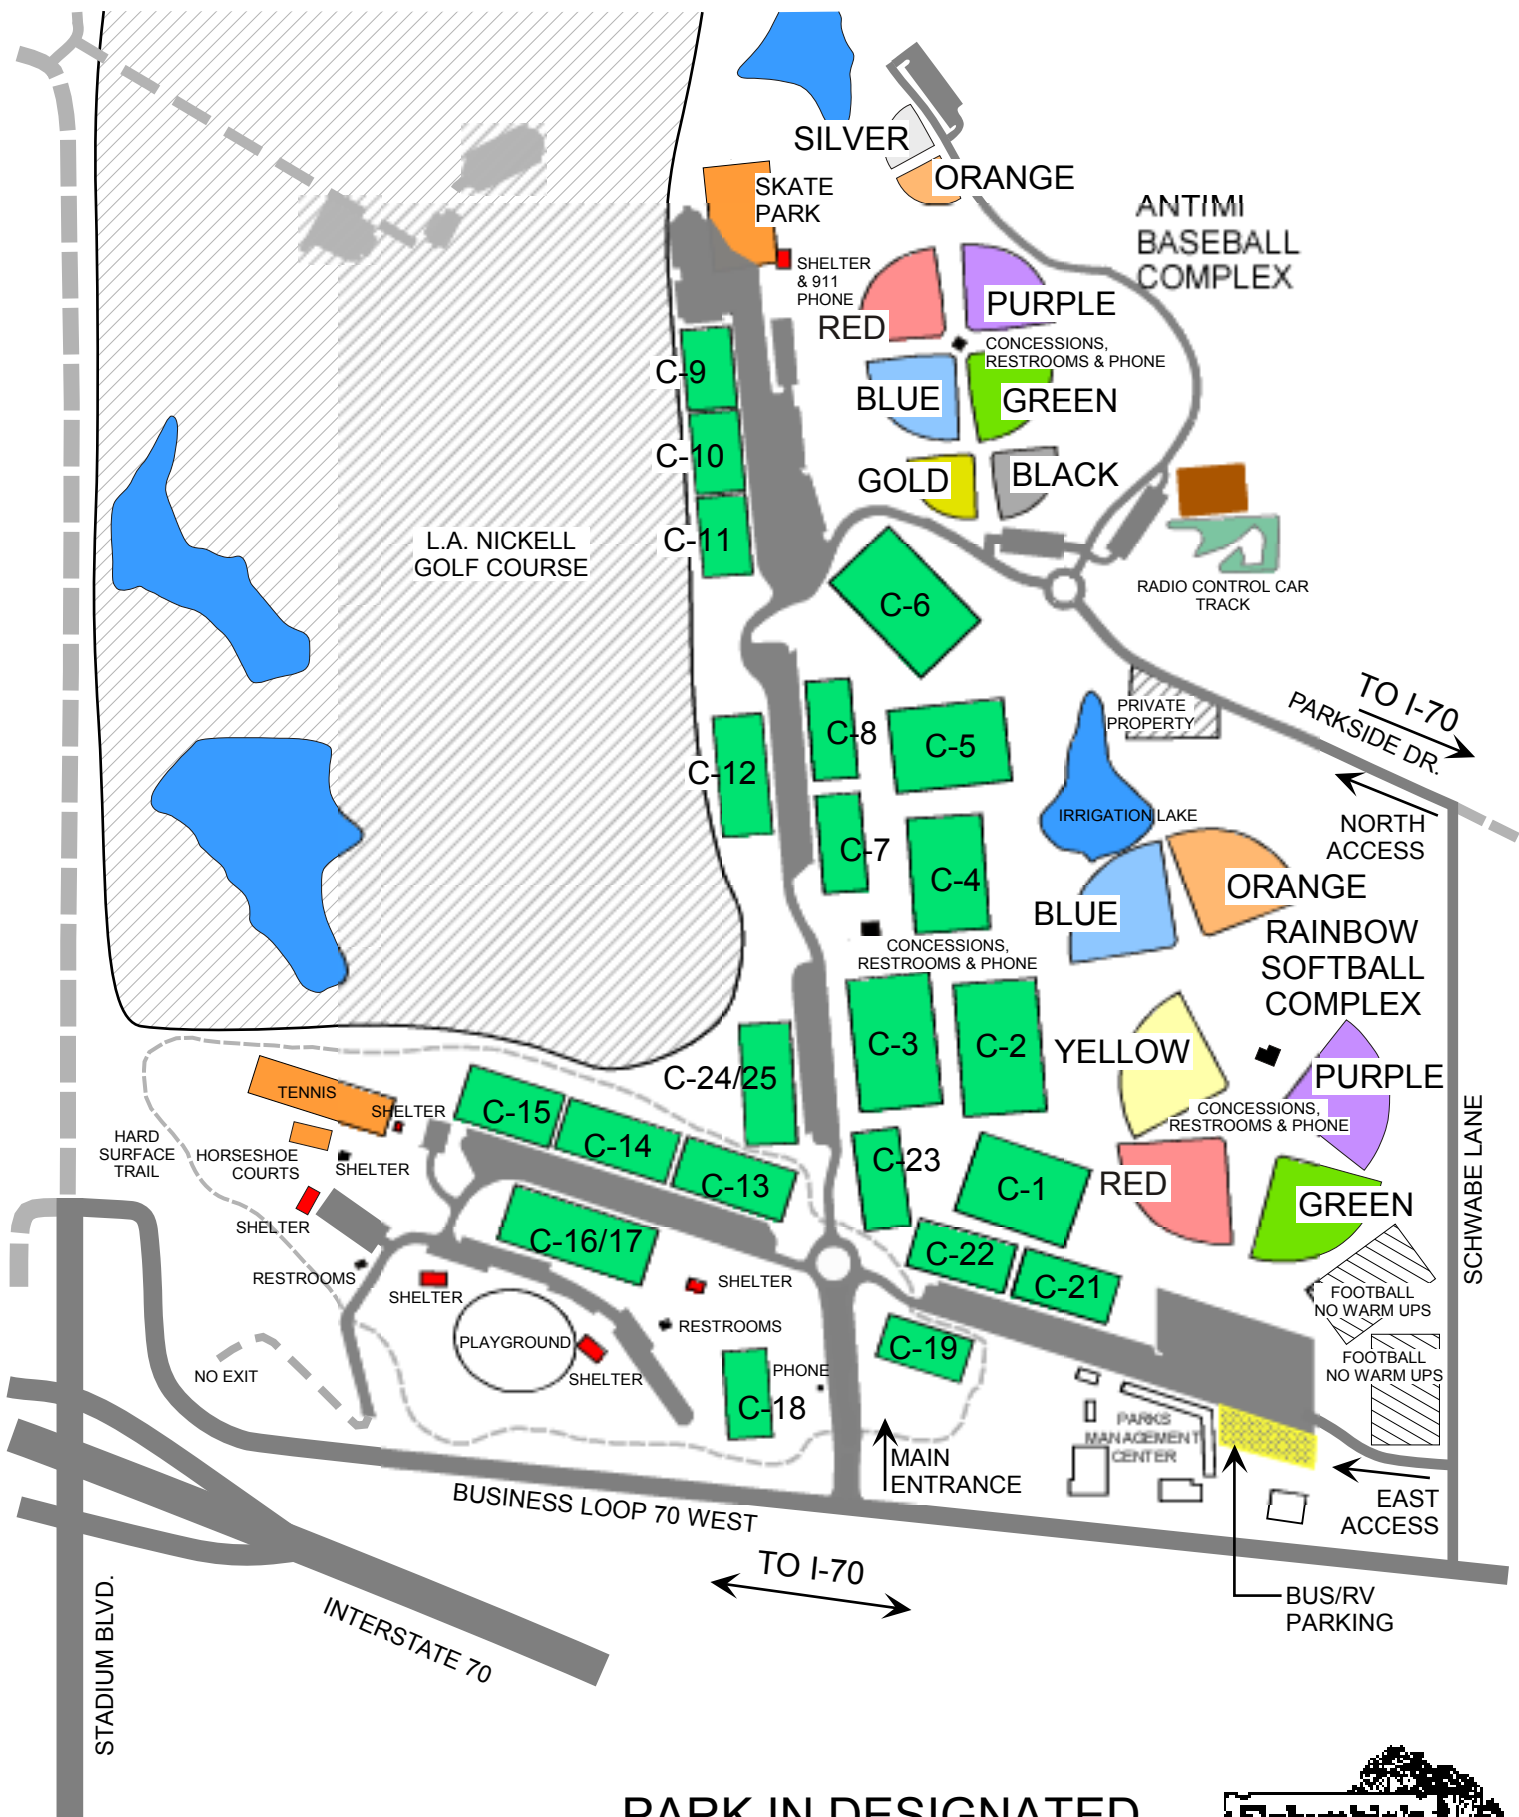 SILVER
ORANGE
SKATE
PARK
ANTIMI
BASEBALL
COMPLEX
SHELTER
& 911
PHONE
RED
PURPLE
CONCESSIONS,
RESTROOMS & PHONE
C-9
BLUE
GREEN
C-10
GOLD
BLACK
C-11
L.A. NICKELL
GOLF COURSE
RADIO CONTROL CAR
TRACK
C-6
PRIVATE
PROPERTY
TO I-70
PARKSIDE DR.
C-8
C-5
C-12
IRRIGATION LAKE
NORTH
ACCESS
C-7
C-4
BLUE
ORANGE
CONCESSIONS,
RESTROOMS & PHONE
RAINBOW
SOFTBALL
COMPLEX
C-3
C-2
YELLOW
PURPLE
C-24/25
CONCESSIONS,
RESTROOMS & PHONE
TENNIS
SHELTER
C-15
C-14
C-13
HARD
SURFACE
TRAIL
HORSESHOE
COURTS
SHELTER
C-23
C-1
RED
GREEN
SCHWABE LANE
SHELTER
C-16/17
C-22
C-21
RESTROOMS
SHELTER
SHELTER
FOOTBALL
NO WARM UPS
PLAYGROUND
RESTROOMS
C-19
FOOTBALL
NO WARM UPS
NO EXIT
SHELTER
PHONE
C-18
PARKS
MANAGEMENT
CENTER
MAIN
ENTRANCE
EAST
ACCESS
BUSINESS LOOP 70 WEST
TO I-70
BUS/RV
PARKING
INTERSTATE 70
STADIUM BLVD.
PARK IN DESIGNATED